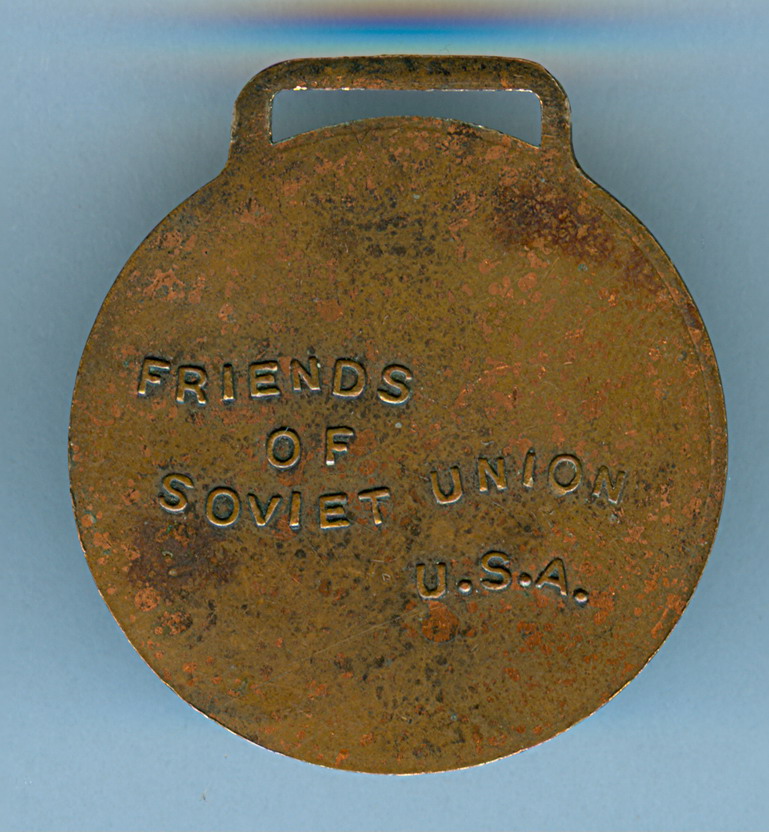 FRIENDS
OF
SOVIET UNION
U.S.A.